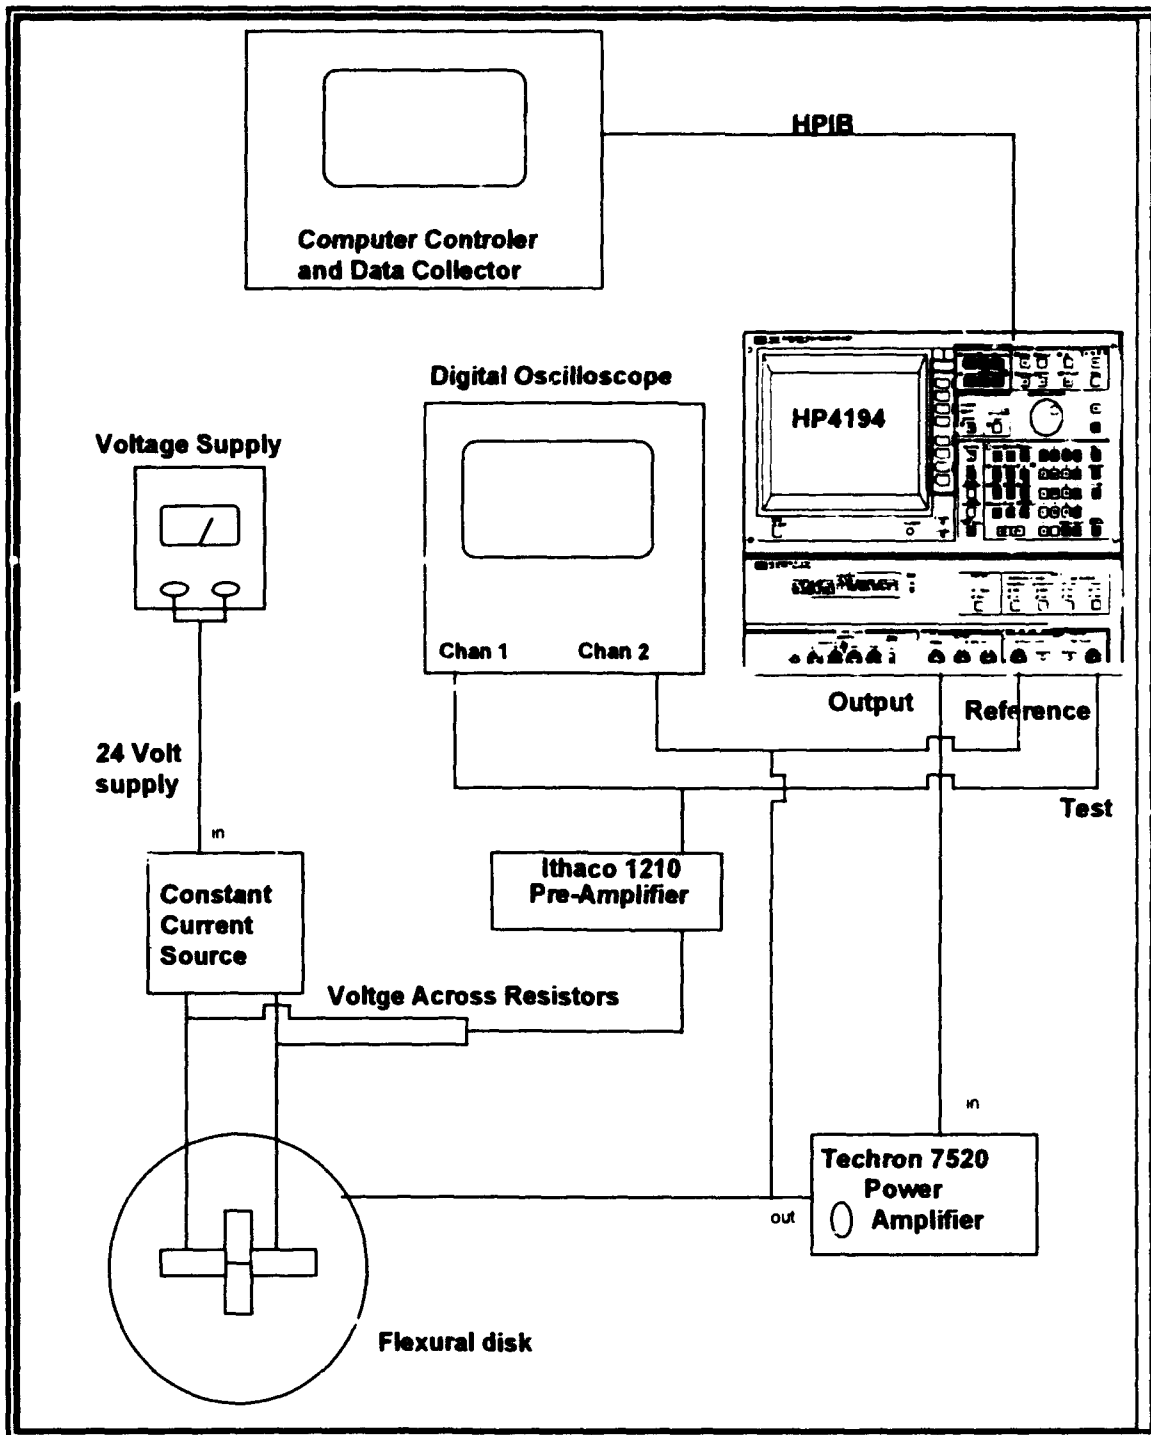 HPIB
Computer Controler
and Data Collector
Digital Oscilloscope
HP4194
Voltage Supply
Chan 1
Chan 2
Output
Reference
24 Volt
supply
Test
in
Ithaco 1210
Pre-Amplifier
Constant
Current
Source
Voltge Across Resistors
in
Techron 7520
Power
Amplifier
out
Flexural disk